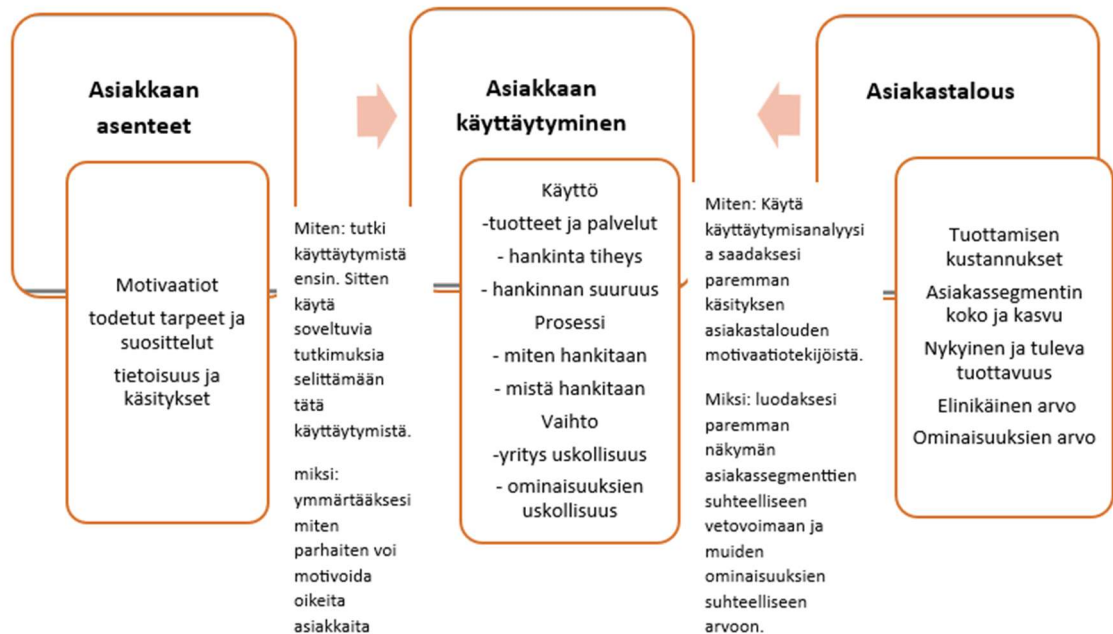 Asiakkaan
asenteet
Motivaatiot
todetut tarpeet ja
suosittelut
tietoisuus ja
käsitykset
Miten: tutki
käyttäytymistä
ensin. Sitten
käytä
soveltuvia
tutkimuksia
selittämään
tätä
käyttäytymistä.
miksi:
ymmärtääksesi
miten
parhaiten voi
motivoida
oikeita
asiakkaita
Asiakkaan
käyttäytyminen
Käyttö
-tuotteet ja palvelut
- hankinta tiheys
- hankinnan suuruus
Prosessi
- miten hankitaan
- mistä hankitaan
Vaihto
-yritys uskollisuus
- ominaisuuksien
uskollisuus
Miten: Käytä
käyttäytymisanalyysi
a saadaksesi
paremman
käsityksen
asiakastalouden
motivaatiotekijöistä.
Miksi: luodaksesi
paremman
näkymän
asiakassegmenttien
suhteelliseen
vetovoimaan ja
muiden
ominaisuuksien
suhteelliseen
arvoon.
Asiakastalous
Tuottamisen
kustannukset
Asiakassegmentin
koko ja kasvu
Nykyinen ja tuleva
tuottavuus
Elinikäinen arvo
Ominaisuuksien arvo